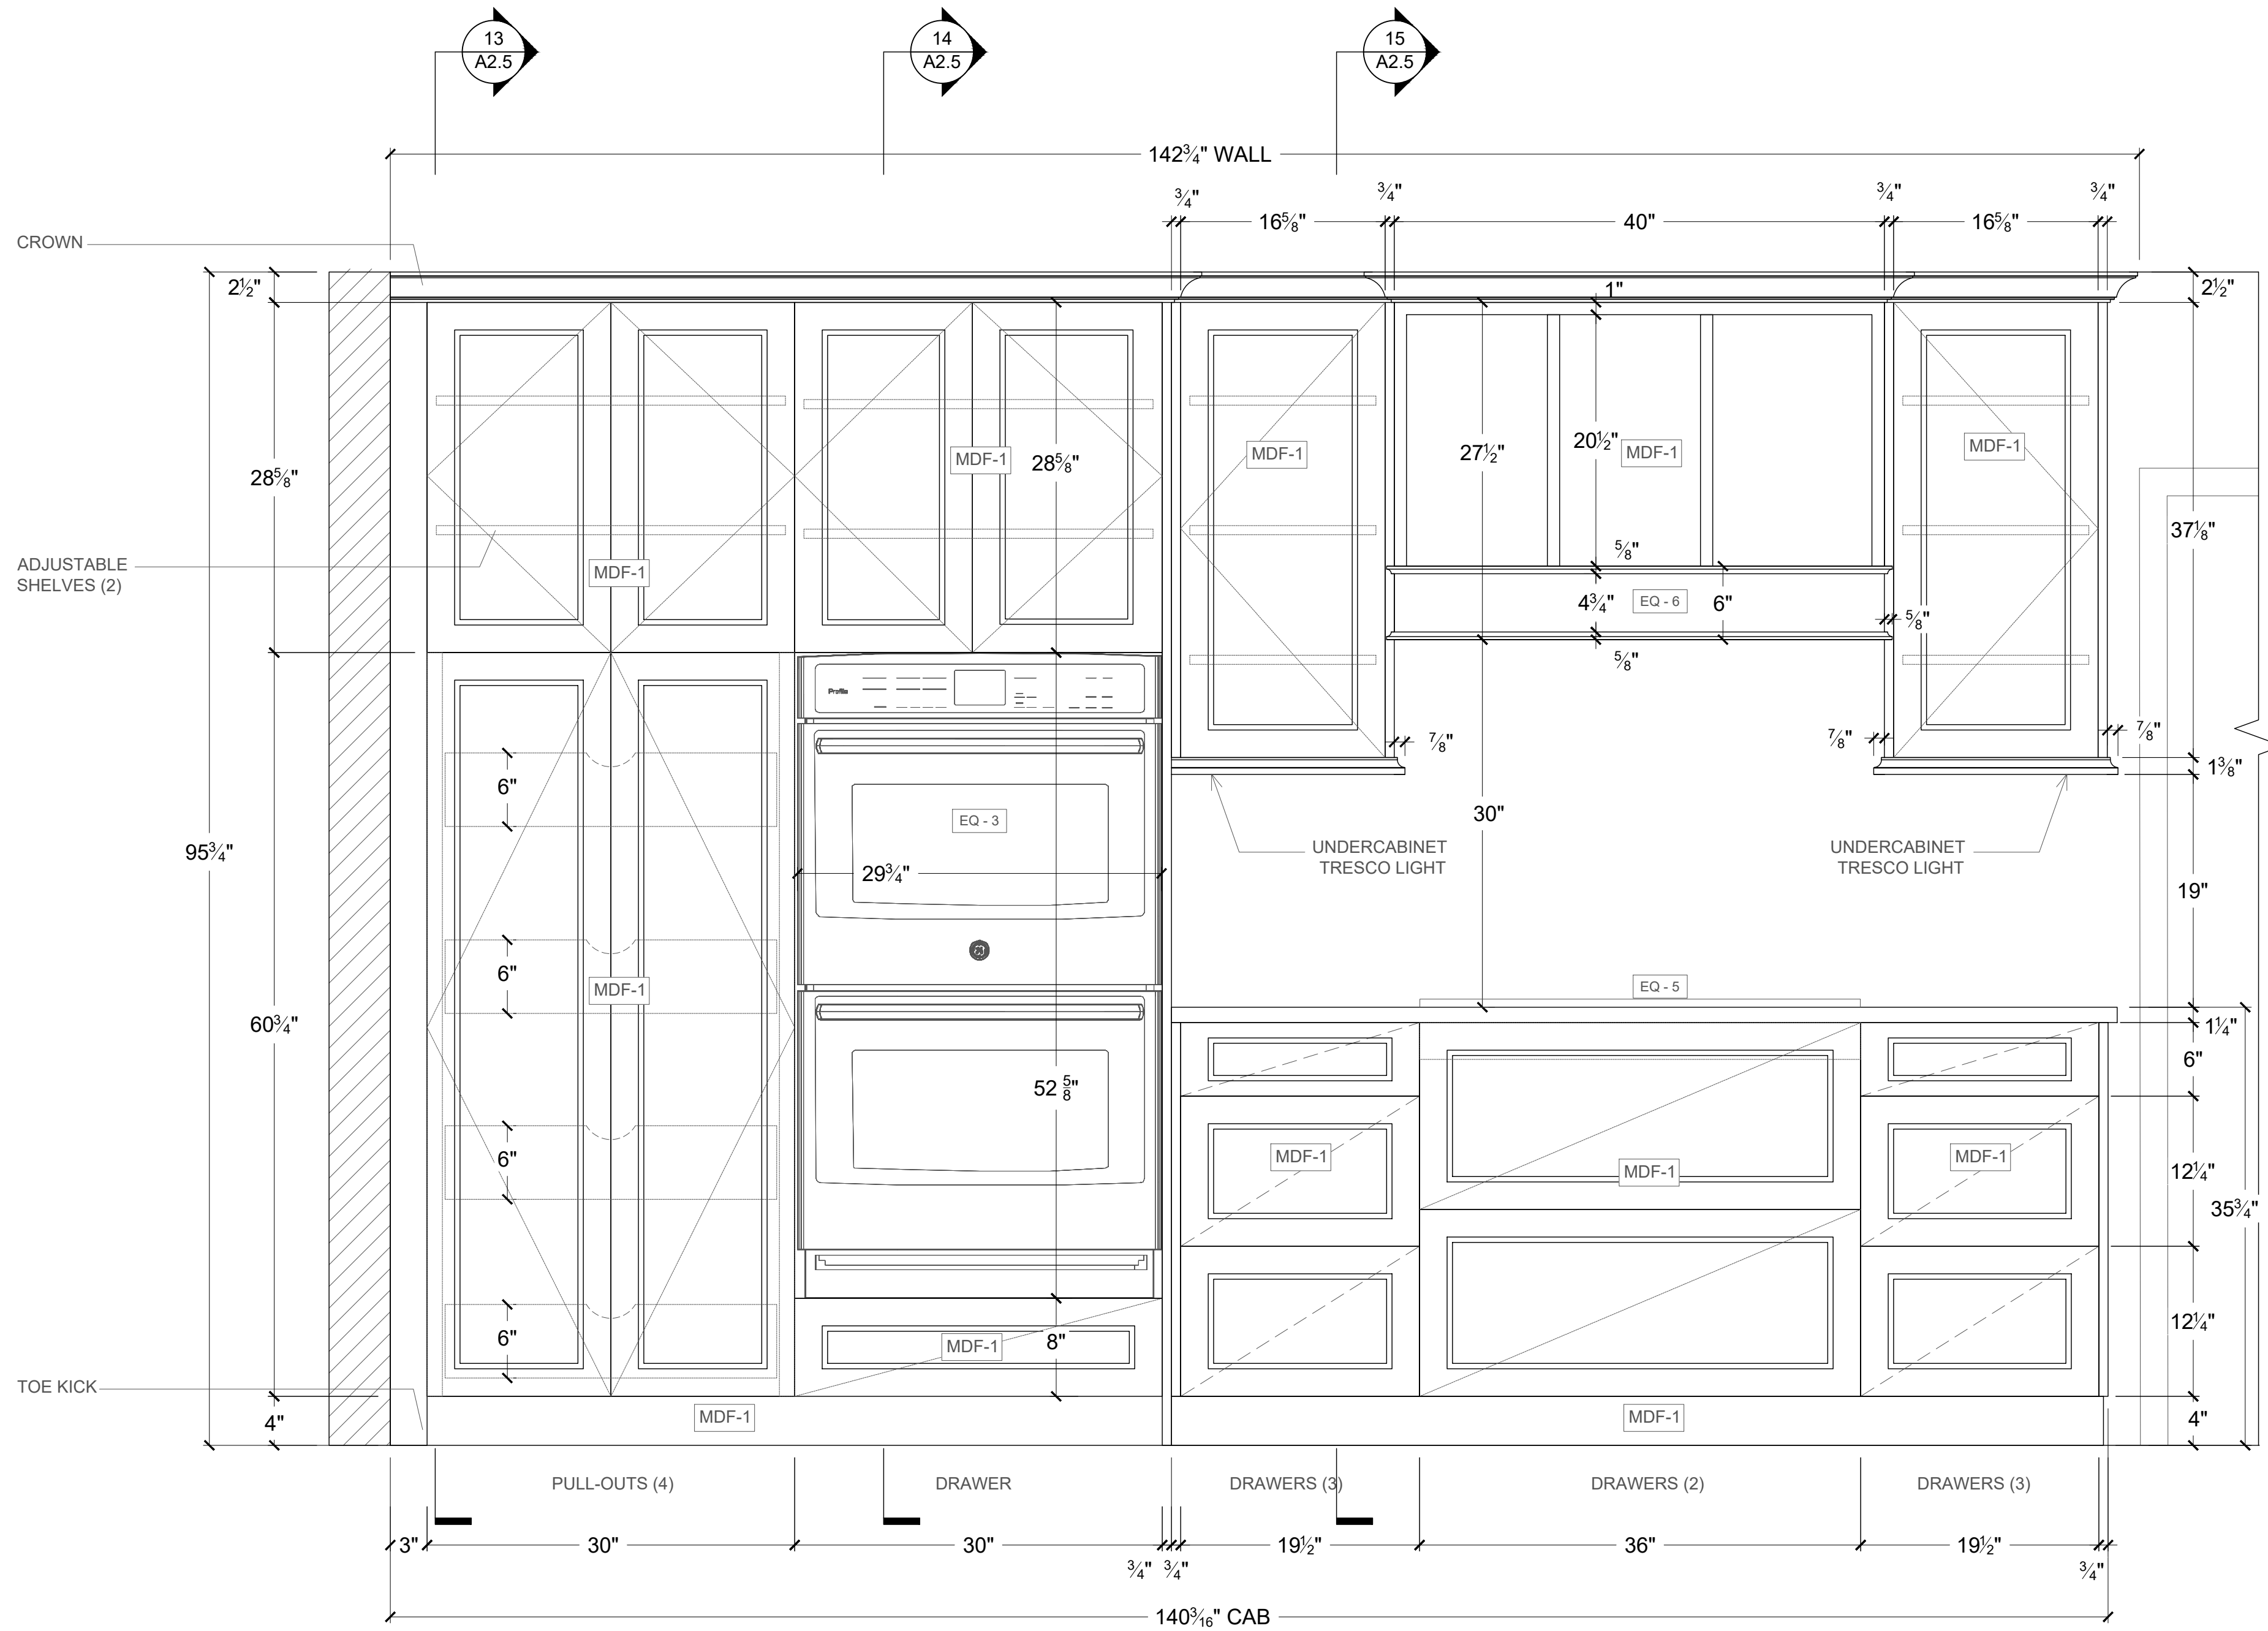 13
A2.5
14
A2.5
15
A2.5
142¾" WALL
¾"
¾"
¾"
¾"
16⅝"
40"
16⅝"
CROWN
2½"
1"
2½"
28⅝"
MDF-1
28⅝"
MDF-1
27½"
20½"
MDF-1
MDF-1
37⅛"
ADJUSTABLE
SHELVES (2)
MDF-1
⅝"
4¾"
EQ - 6
6"
⅝"
⅝"
Profile
⅞"
⅞"
⅞"
1⅜"
6"
EQ - 3
30"
95¾"
UNDERCABINET
TRESCO LIGHT
UNDERCABINET
TRESCO LIGHT
29¾"
19"
6"
MDF-1
EQ - 5
60¾"
1¼"
6"
52 ⅝"
6"
MDF-1
MDF-1
MDF-1
12¼"
35¾"
6"
MDF-1
8"
12¼"
TOE KICK
4"
MDF-1
MDF-1
4"
PULL-OUTS (4)
DRAWER
DRAWERS (3)
DRAWERS (2)
DRAWERS (3)
3"
30"
30"
19½"
36"
19½"
¾"
¾"
¾"
140³⁄₁₆" CAB